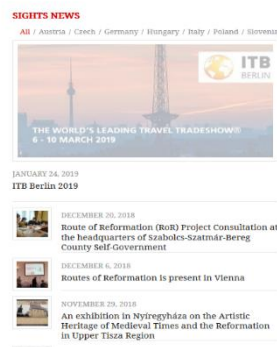 SIGHTS NEWS
All / Austria / Czech / Germany / Hungary / Italy / Poland / Slovenia
ITB
BERLIN
THE WORLD'S LEADING TRAVEL TRADESHOW®
6 - 10 MARCH 2019
JANUARY 24, 2019
ITB Berlin 2019
DECEMBER 20, 2018
Route of Reformation (RoR) Project Consultation at
the headquarters of Szabolcs-Szatmár-Bereg
County Self-Government
DECEMBER 6, 2018
Routes of Reformation is present in Vienna
NOVEMBER 29, 2018
An exhibition in Nyíregyháza on the Artistic
Heritage of Medieval Times and the Reformation
in Upper Tisza Region